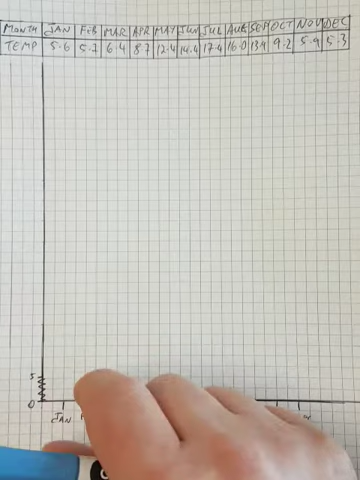 MONTH JAN FEB MAR APR MAY JUN JUL AUG SEP OCT NOV DEC
TEMP 5.6 5.7 6.4 8.7 12.4 14.4 17.4 16.0 13.9 9.2 5.9 5.3
5
0
JAN